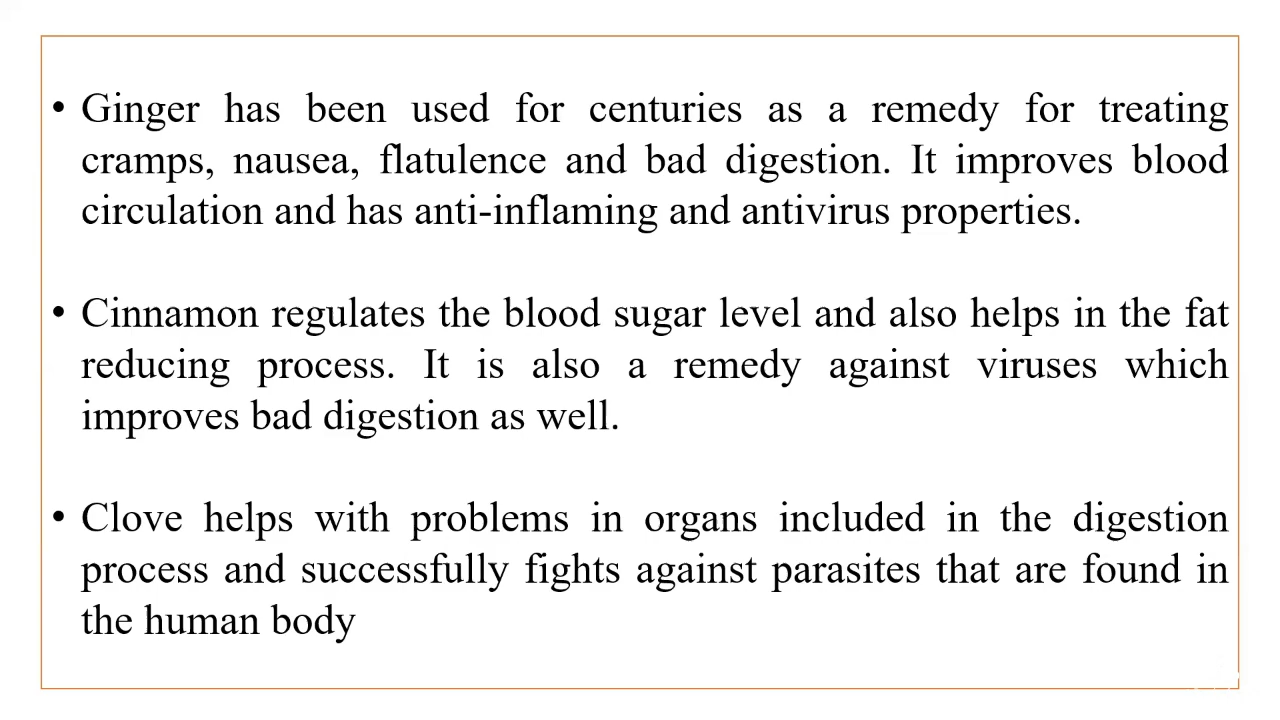 • Ginger has been used for centuries as a remedy for treating
cramps, nausea, flatulence and bad digestion. It improves blood
circulation and has anti-inflaming and antivirus properties.
• Cinnamon regulates the blood sugar level and also helps in the fat
reducing process. It is also a remedy against viruses which
improves bad digestion as well.
• Clove helps with problems in organs included in the digestion
process and successfully fights against parasites that are found in
the human body